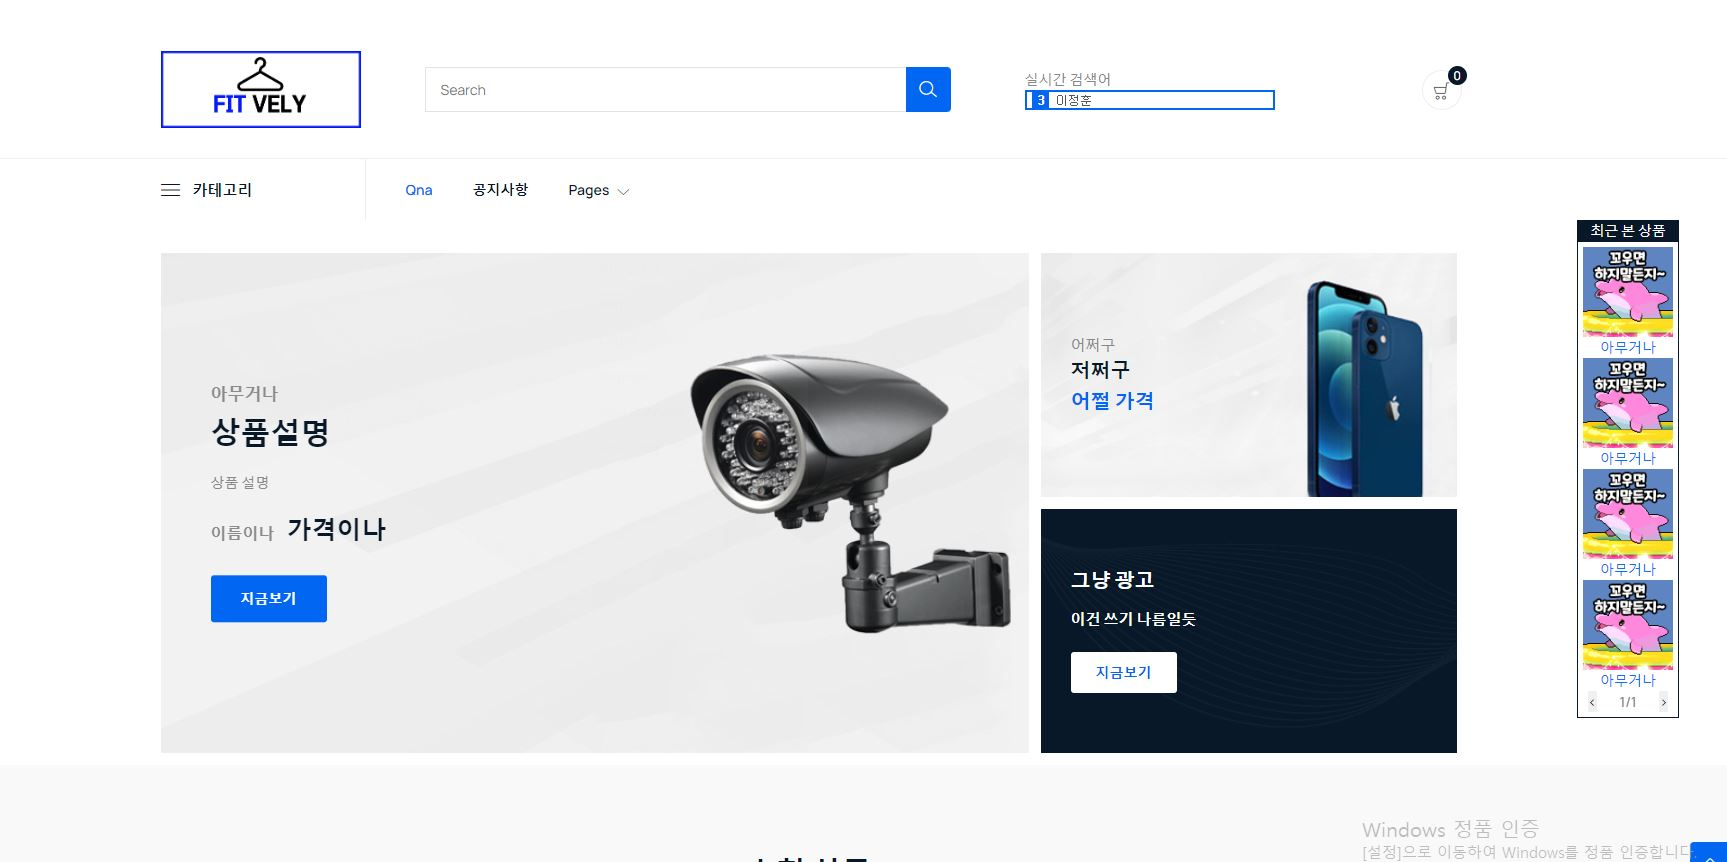 FIT VELY
Search
실시간 검색어
3 이정훈
0
카테고리
Qna
공지사항
Pages
최근 본 상품
꼬우면
하지말든지~
아무거나
꼬우면
하지말든지~
아무거나
꼬우면
하지말든지~
아무거나
꼬우면
하지말든지~
아무거나
1/1
아무거나
상품설명
상품 설명
이름이나 가격이나
지금보기
어쩌구
저쩌구
어쩔 가격
그냥 광고
이건 쓰기 나름일듯
지금보기
Windows 정품 인증
[설정]으로 이동하여 Windows를 정품 인증합니다.